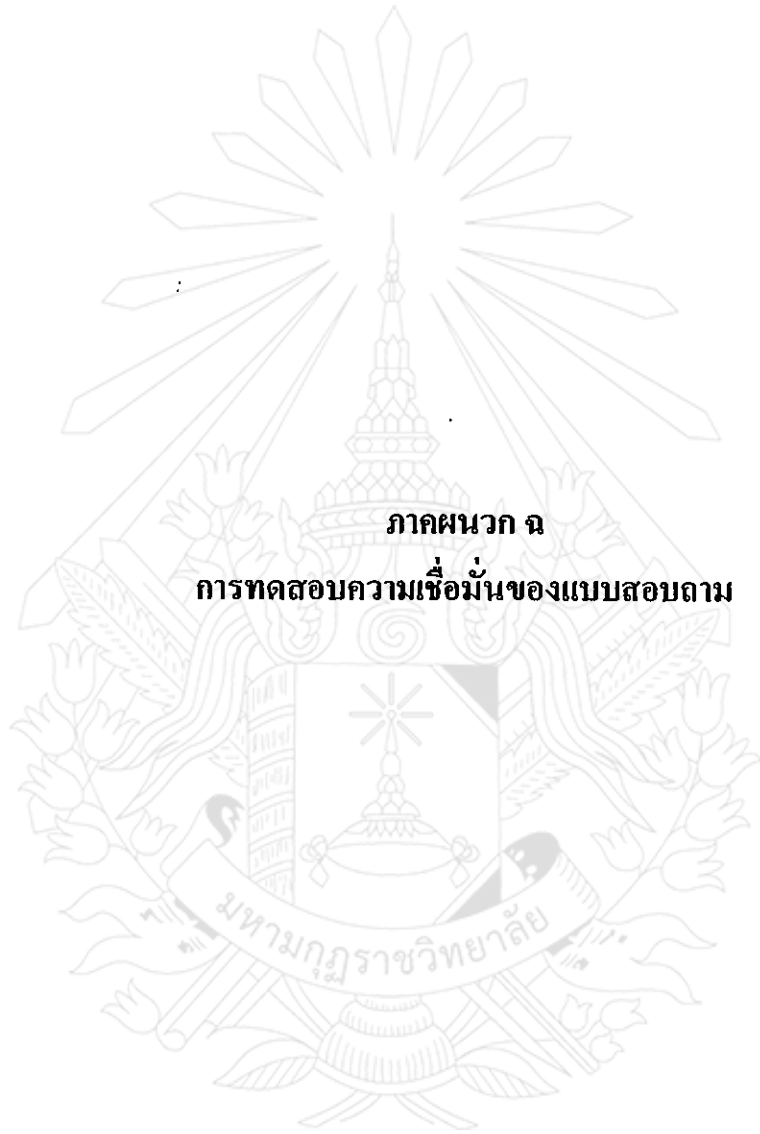 ภาคผนวก ฉ
การทดสอบความเชื่อมั่นของแบบสอบถาม
มหามกุฏราชวิทยาลัย